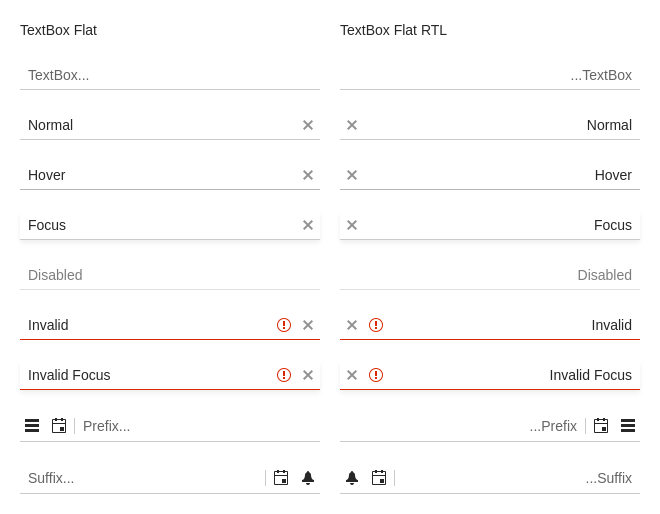 TextBox Flat
TextBox...
Normal
Hover
Focus
Disabled
Invalid
Invalid Focus
Prefix...
Suffix...
TextBox Flat RTL
...TextBox
Normal
Hover
Focus
Disabled
Invalid
Invalid Focus
...Prefix
...Suffix